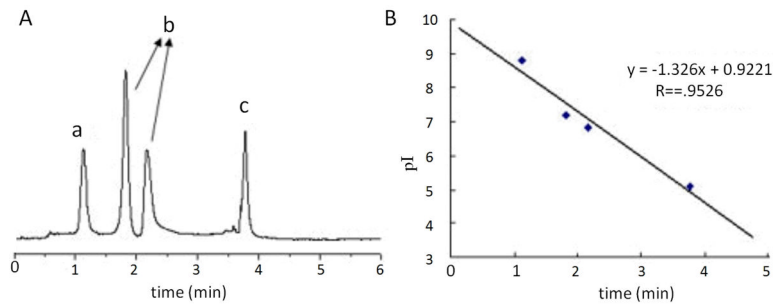 A
b
a
c
0 1 2 3 4 5 6
time (min)
B
10
9
8
7
6
5
4
3
pI
y = -1.326x + 0.9221
R==.9526
0 1 2 3 4 5
time (min)